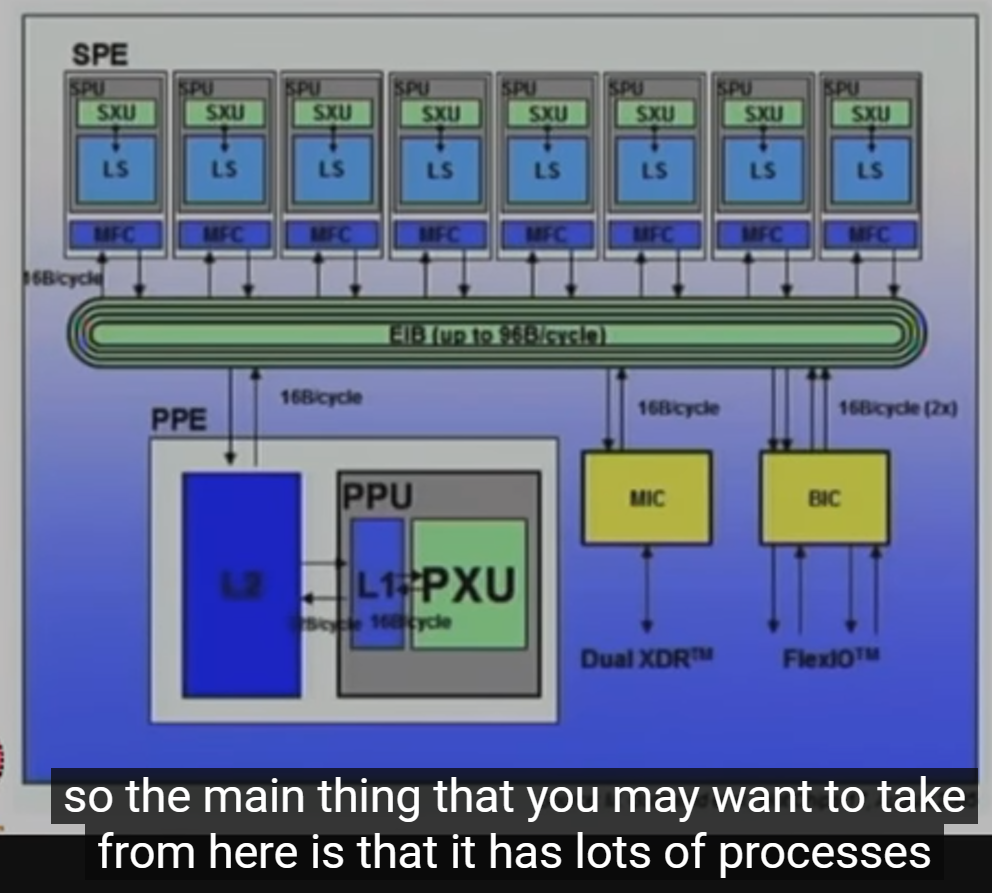 SPE
SPU SPU SPU SPU SPU SPU SPU SPU
SXU SXU SXU SXU SXU SXU SXU SXU
LS LS LS LS LS LS LS LS
MFC MFC MFC MFC MFC MFC MFC MFC
16B/cycle
EIB (up to 96B/cycle)
16B/cycle 16B/cycle 16B/cycle (2x)
PPE
PPU
MIC BIC
L2 L1 PXU
16B/cycle
Dual XDR™ FlexIO™
so the main thing that you may want to take
from here is that it has lots of processes